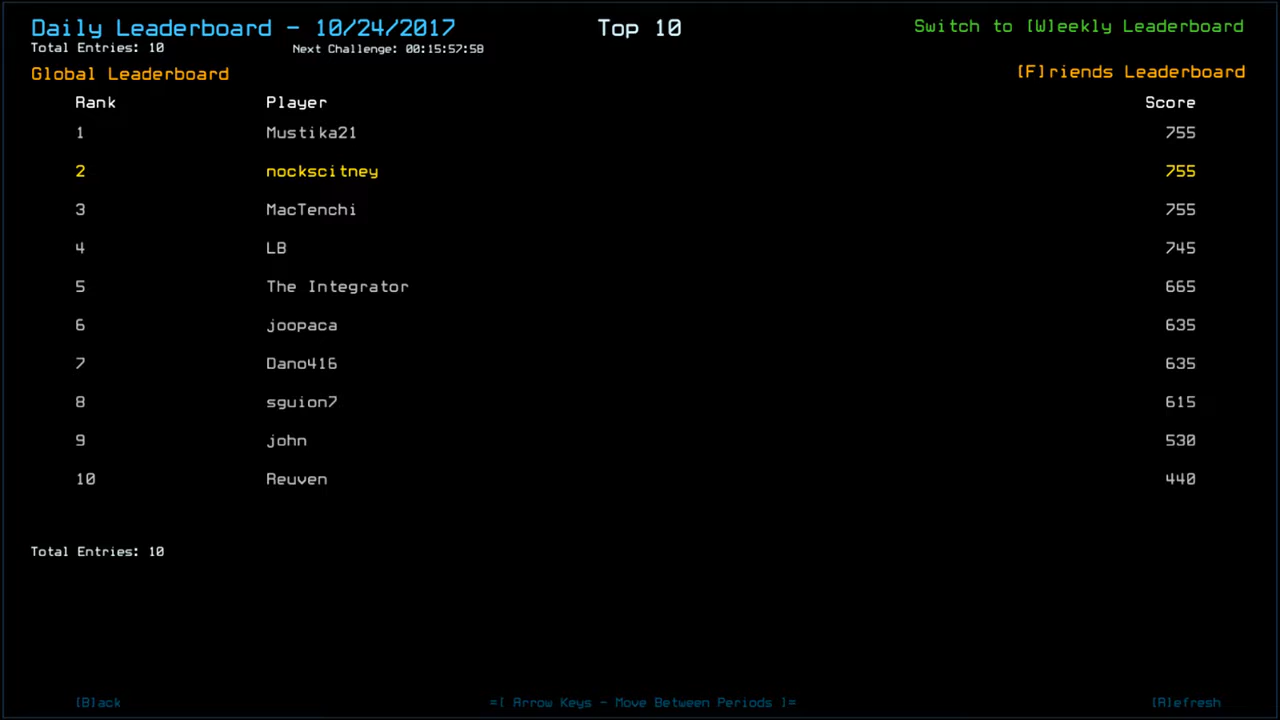 Daily Leaderboard - 10/24/2017 Top 10 Switch to [W]eekly Leaderboard
Total Entries: 10 Next Challenge: 00:15:57:58
Global Leaderboard [F]riends Leaderboard
Rank Player Score
1 Mustika21 755
2 nockscitney 755
3 MacTenchi 755
4 LB 745
5 The Integrator 665
6 joopaca 635
7 Dano416 635
8 sguion7 615
9 john 530
10 Reuven 440
Total Entries: 10
[B]ack =[ Arrow Keys - Move Between Periods ]= [R]efresh